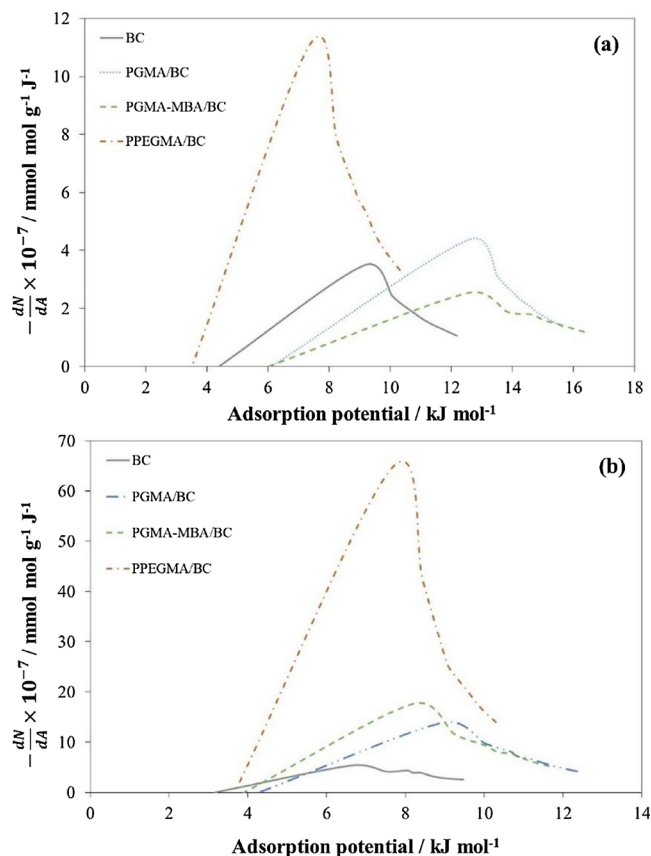 (a)
BC
PGMA/BC
PGMA-MBA/BC
PPEGMA/BC
12
10
8
6
4
2
0
0 2 4 6 8 10 12 14 16 18
−dN/dA × 10⁻⁷ / mmol mol g⁻¹ J⁻¹
Adsorption potential / kJ mol⁻¹
(b)
BC
PGMA/BC
PGMA-MBA/BC
PPEGMA/BC
70
60
50
40
30
20
10
0
0 2 4 6 8 10 12 14
−dN/dA × 10⁻⁷ / mmol mol g⁻¹ J⁻¹
Adsorption potential / kJ mol⁻¹